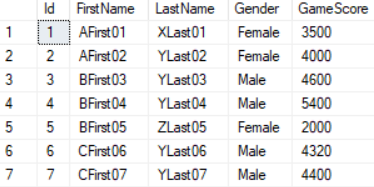 Id FirstName LastName Gender GameScore
1 1 AFirst01 XLast01 Female 3500
2 2 AFirst02 YLast02 Female 4000
3 3 BFirst03 YLast03 Male 4600
4 4 BFirst04 YLast04 Male 5400
5 5 BFirst05 ZLast05 Female 2000
6 6 CFirst06 YLast06 Male 4320
7 7 CFirst07 YLast07 Male 4400